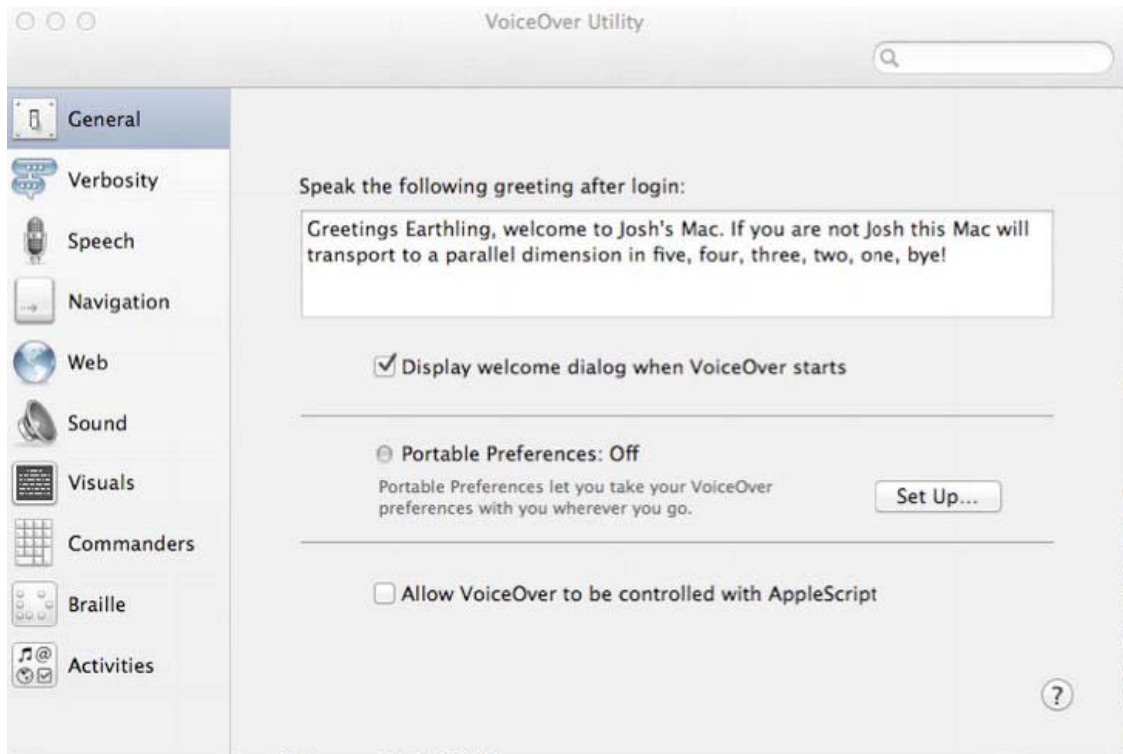 VoiceOver Utility
General
Verbosity
Speech
Navigation
Web
Sound
Visuals
Commanders
Braille
Activities
Speak the following greeting after login:
Greetings Earthling, welcome to Josh's Mac. If you are not Josh this Mac will
transport to a parallel dimension in five, four, three, two, one, bye!
Display welcome dialog when VoiceOver starts
Portable Preferences: Off
Portable Preferences let you take your VoiceOver
preferences with you wherever you go.
Set Up...
Allow VoiceOver to be controlled with AppleScript
?